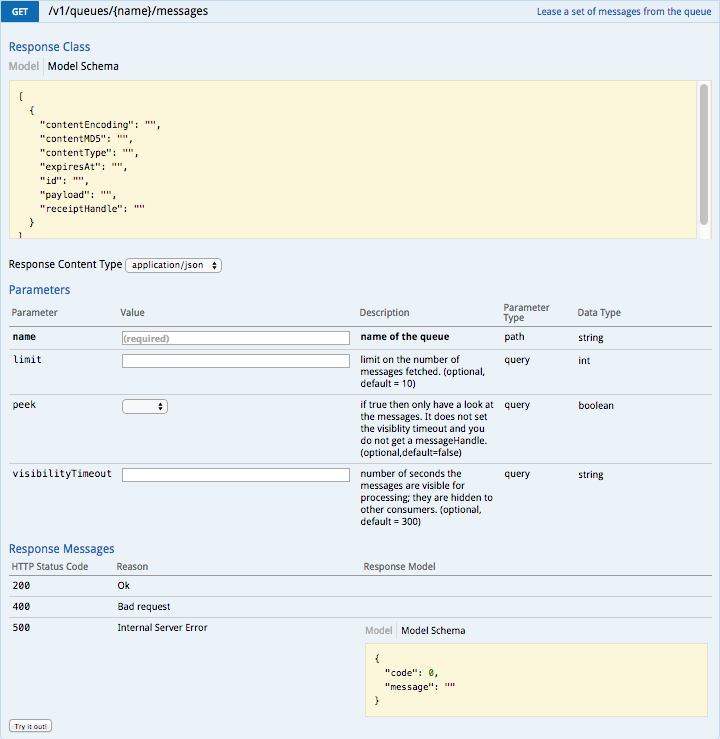 GET /v1/queues/{name}/messages Lease a set of messages from the queue
Response Class
Model Model Schema
[
{
"contentEncoding": "",
"contentMD5": "",
"contentType": "",
"expiresAt": "",
"id": "",
"payload": "",
"receiptHandle": ""
}
]
Response Content Type application/json
Parameters
Parameter Value Description Parameter Type Data Type
name (required) name of the queue path string
limit limit on the number of query int
messages fetched. (optional,
default = 10)
peek if true then only have a look at query boolean
the messages. It does not set
the visiblity timeout and you
do not get a messageHandle.
(optional,default=false)
visibilityTimeout number of seconds the query string
messages are visible for
processing; they are hidden to
other consumers. (optional,
default = 300)
Response Messages
HTTP Status Code Reason Response Model
200 Ok
400 Bad request
500 Internal Server Error Model Model Schema
{
"code": 0,
"message": ""
}
Try it out!